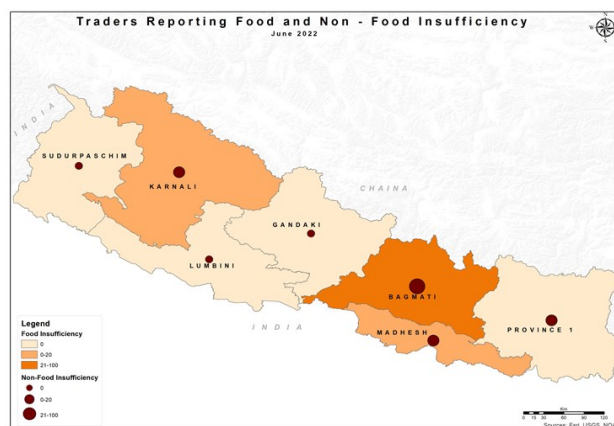 Traders Reporting Food and Non - Food Insufficiency
June 2022
N
INDIA
SUDURPASCHIM
KARNALI
CHAINA
GANDAKI
LUMBINI
BAGMATI
INDIA
MADHESH
PROVINCE 1
Legend
Food Insufficiency
0
0-20
21-100
Non-Food Insufficiency
0
0-20
21-100
Km
0 15 30 60 90 120
Sources: Esri, USGS, NOAA